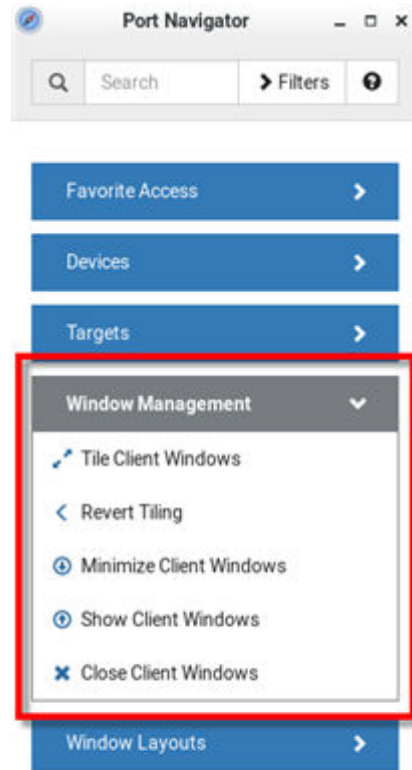 Port Navigator
Search
Filters
Favorite Access
Devices
Targets
Window Management
Tile Client Windows
Revert Tiling
Minimize Client Windows
Show Client Windows
Close Client Windows
Window Layouts